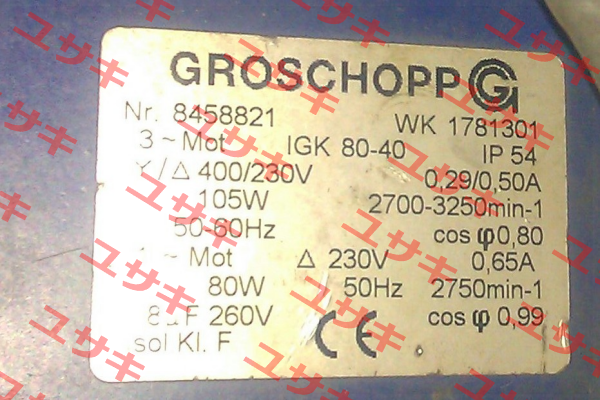 GROSCHOPP
Nr. 8458821 WK 1781301
3~Mot IGK 80-40 IP 54
Y/Δ 400/230V 0,29/0,50A
105W 2700-3250min-1
50-60Hz cos φ 0,80
~ Mot Δ 230V 0,65A
80W 50Hz 2750min-1
8µF 260V cos φ 0,99
Isol Kl. F CE
ユサキ